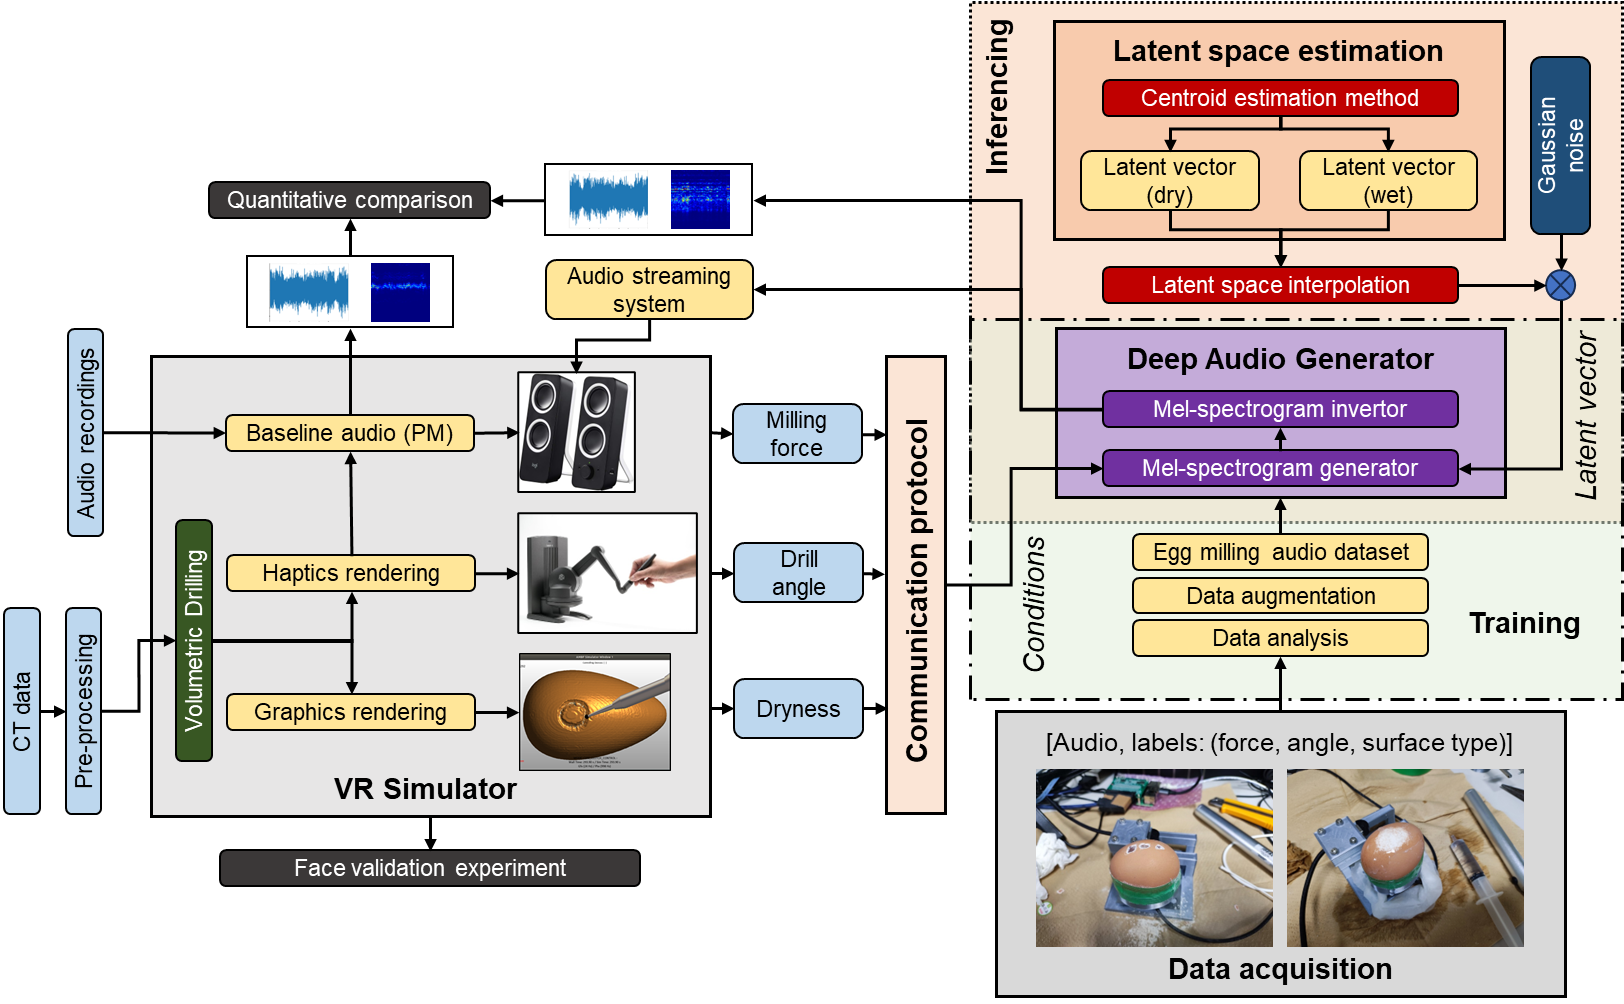 Inferencing
Latent space estimation
Centroid estimation method
Latent vector
(dry)
Latent vector
(wet)
Gaussian
noise
Latent space interpolation
Quantitative comparison
Audio streaming
system
Audio recordings
Baseline audio (PM)
Haptics rendering
Graphics rendering
Volumetric Drilling
CT data
Pre-processing
VR Simulator
Face validation experiment
Milling
force
Drill
angle
Dryness
Communication protocol
Deep Audio Generator
Mel-spectrogram invertor
Mel-spectrogram generator
Latent vector
Conditions
Egg milling audio dataset
Data augmentation
Data analysis
Training
[Audio, labels: (force, angle, surface type)]
Data acquisition